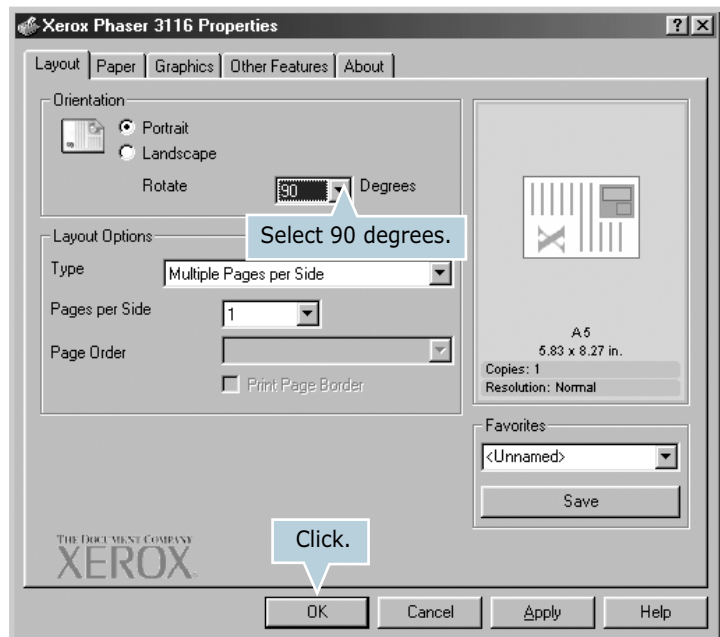 Xerox Phaser 3116 Properties
Layout Paper Graphics Other Features About
Orientation
Portrait
Landscape
Rotate 90 Degrees
Select 90 degrees.
Layout Options
Type Multiple Pages per Side
Pages per Side 1
Page Order
Print Page Border
A5
5.83 x 8.27 in.
Copies: 1
Resolution: Normal
Favorites
<Unnamed>
Save
THE DOCUMENT COMPANY
XEROX
Click.
OK Cancel Apply Help